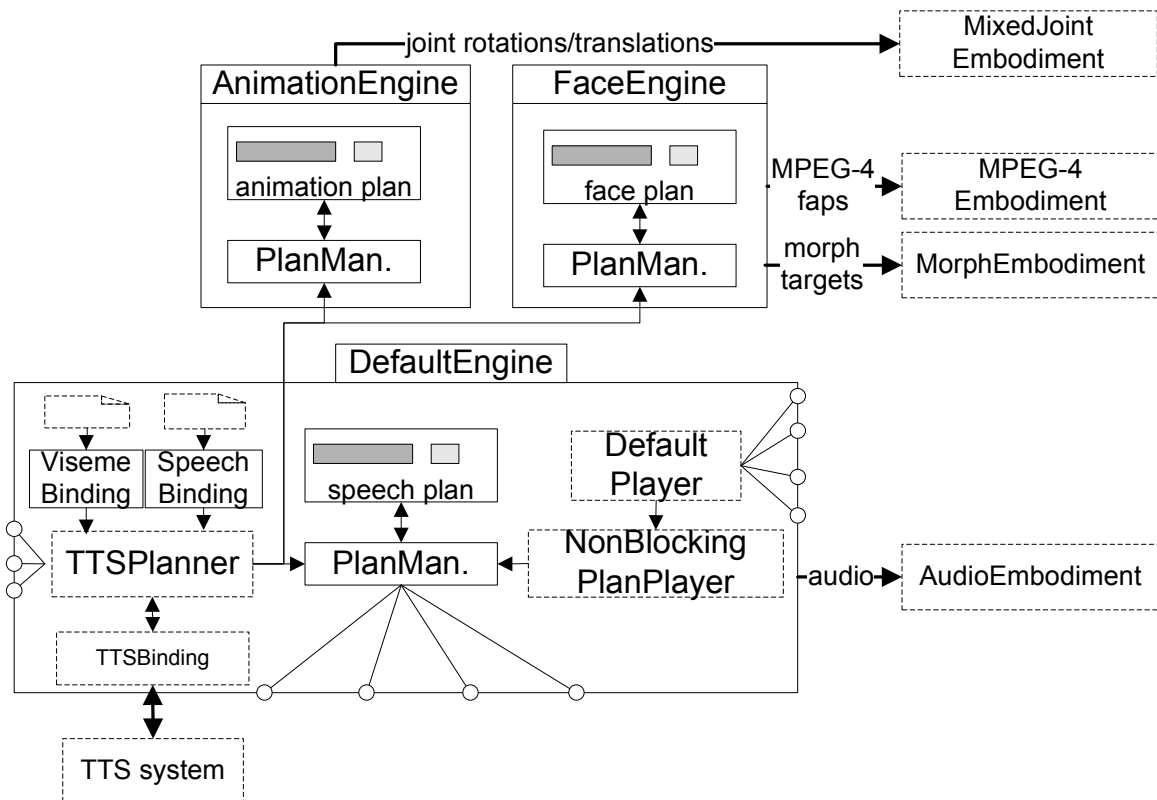 joint rotations/translations
MixedJoint
Embodiment
AnimationEngine
FaceEngine
animation plan
face plan
MPEG-4
faps
MPEG-4
Embodiment
PlanMan.
PlanMan.
morph
targets
MorphEmbodiment
DefaultEngine
Viseme
Binding
Speech
Binding
speech plan
Default
Player
TTSPlanner
PlanMan.
NonBlocking
PlanPlayer
audio
AudioEmbodiment
TTSBinding
TTS system